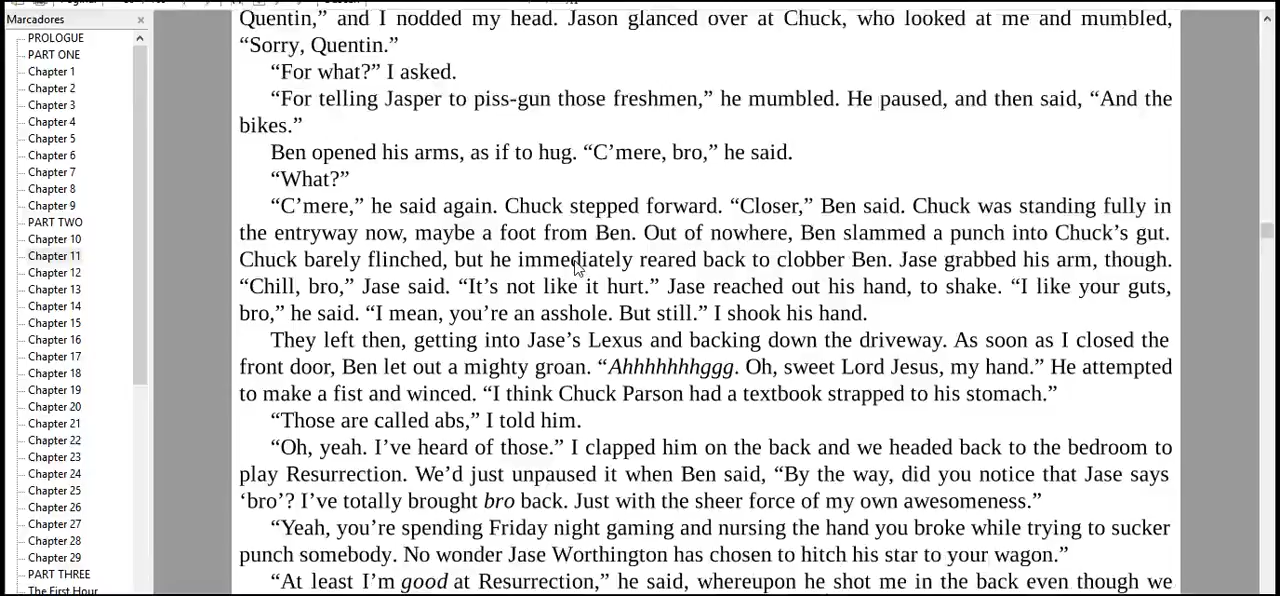 Marcadores
×
PROLOGUE
PART ONE
Chapter 1
Chapter 2
Chapter 3
Chapter 4
Chapter 5
Chapter 6
Chapter 7
Chapter 8
Chapter 9
PART TWO
Chapter 10
Chapter 11
Chapter 12
Chapter 13
Chapter 14
Chapter 15
Chapter 16
Chapter 17
Chapter 18
Chapter 19
Chapter 20
Chapter 21
Chapter 22
Chapter 23
Chapter 24
Chapter 25
Chapter 26
Chapter 27
Chapter 28
Chapter 29
PART THREE
The First Hour
Quentin,” and I nodded my head. Jason glanced over at Chuck, who looked at me and mumbled,
“Sorry, Quentin.”
“For what?” I asked.
“For telling Jasper to piss-gun those freshmen,” he mumbled. He paused, and then said, “And the
bikes.”
Ben opened his arms, as if to hug. “C’mere, bro,” he said.
“What?”
“C’mere,” he said again. Chuck stepped forward. “Closer,” Ben said. Chuck was standing fully in
the entryway now, maybe a foot from Ben. Out of nowhere, Ben slammed a punch into Chuck’s gut.
Chuck barely flinched, but he immediately reared back to clobber Ben. Jase grabbed his arm, though.
“Chill, bro,” Jase said. “It’s not like it hurt.” Jase reached out his hand, to shake. “I like your guts,
bro,” he said. “I mean, you’re an asshole. But still.” I shook his hand.
They left then, getting into Jase’s Lexus and backing down the driveway. As soon as I closed the
front door, Ben let out a mighty groan. “Ahhhhhhhggg. Oh, sweet Lord Jesus, my hand.” He attempted
to make a fist and winced. “I think Chuck Parson had a textbook strapped to his stomach.”
“Those are called abs,” I told him.
“Oh, yeah. I’ve heard of those.” I clapped him on the back and we headed back to the bedroom to
play Resurrection. We’d just unpaused it when Ben said, “By the way, did you notice that Jase says
‘bro’? I’ve totally brought bro back. Just with the sheer force of my own awesomeness.”
“Yeah, you’re spending Friday night gaming and nursing the hand you broke while trying to sucker
punch somebody. No wonder Jase Worthington has chosen to hitch his star to your wagon.”
“At least I’m good at Resurrection,” he said, whereupon he shot me in the back even though we